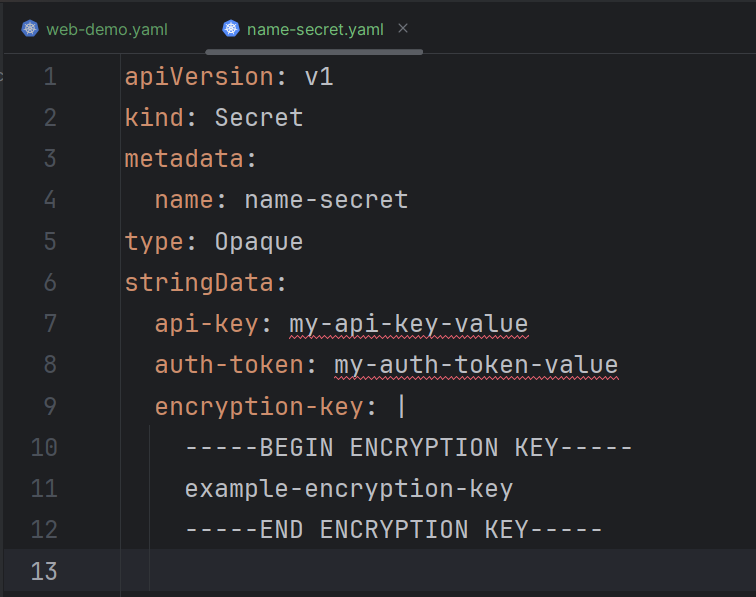 web-demo.yaml name-secret.yaml
1 apiVersion: v1
2 kind: Secret
3 metadata:
4   name: name-secret
5 type: Opaque
6 stringData:
7   api-key: my-api-key-value
8   auth-token: my-auth-token-value
9   encryption-key: |
10     -----BEGIN ENCRYPTION KEY-----
11     example-encryption-key
12     -----END ENCRYPTION KEY-----
13